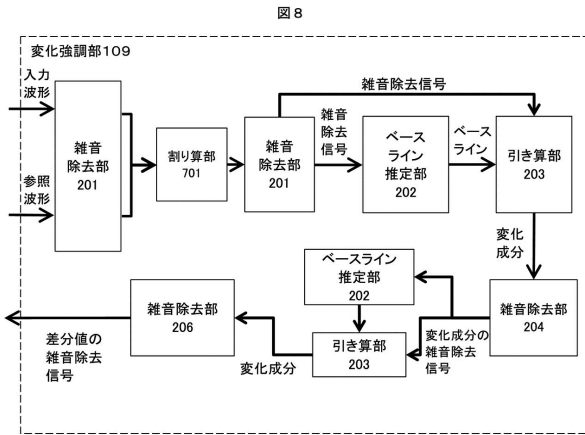 図8
変化強調部109
入力
波形
参照
波形
雑音
除去部
201
割り算部
701
雑音
除去部
201
雑音除去信号
雑音
除去
信号
ベース
ライン
推定部
202
ベース
ライン
引き算部
203
変化
成分
雑音除去部
204
変化成分の
雑音除去
信号
ベースライン
推定部
202
引き算部
203
変化成分
雑音除去部
206
差分値の
雑音除去
信号